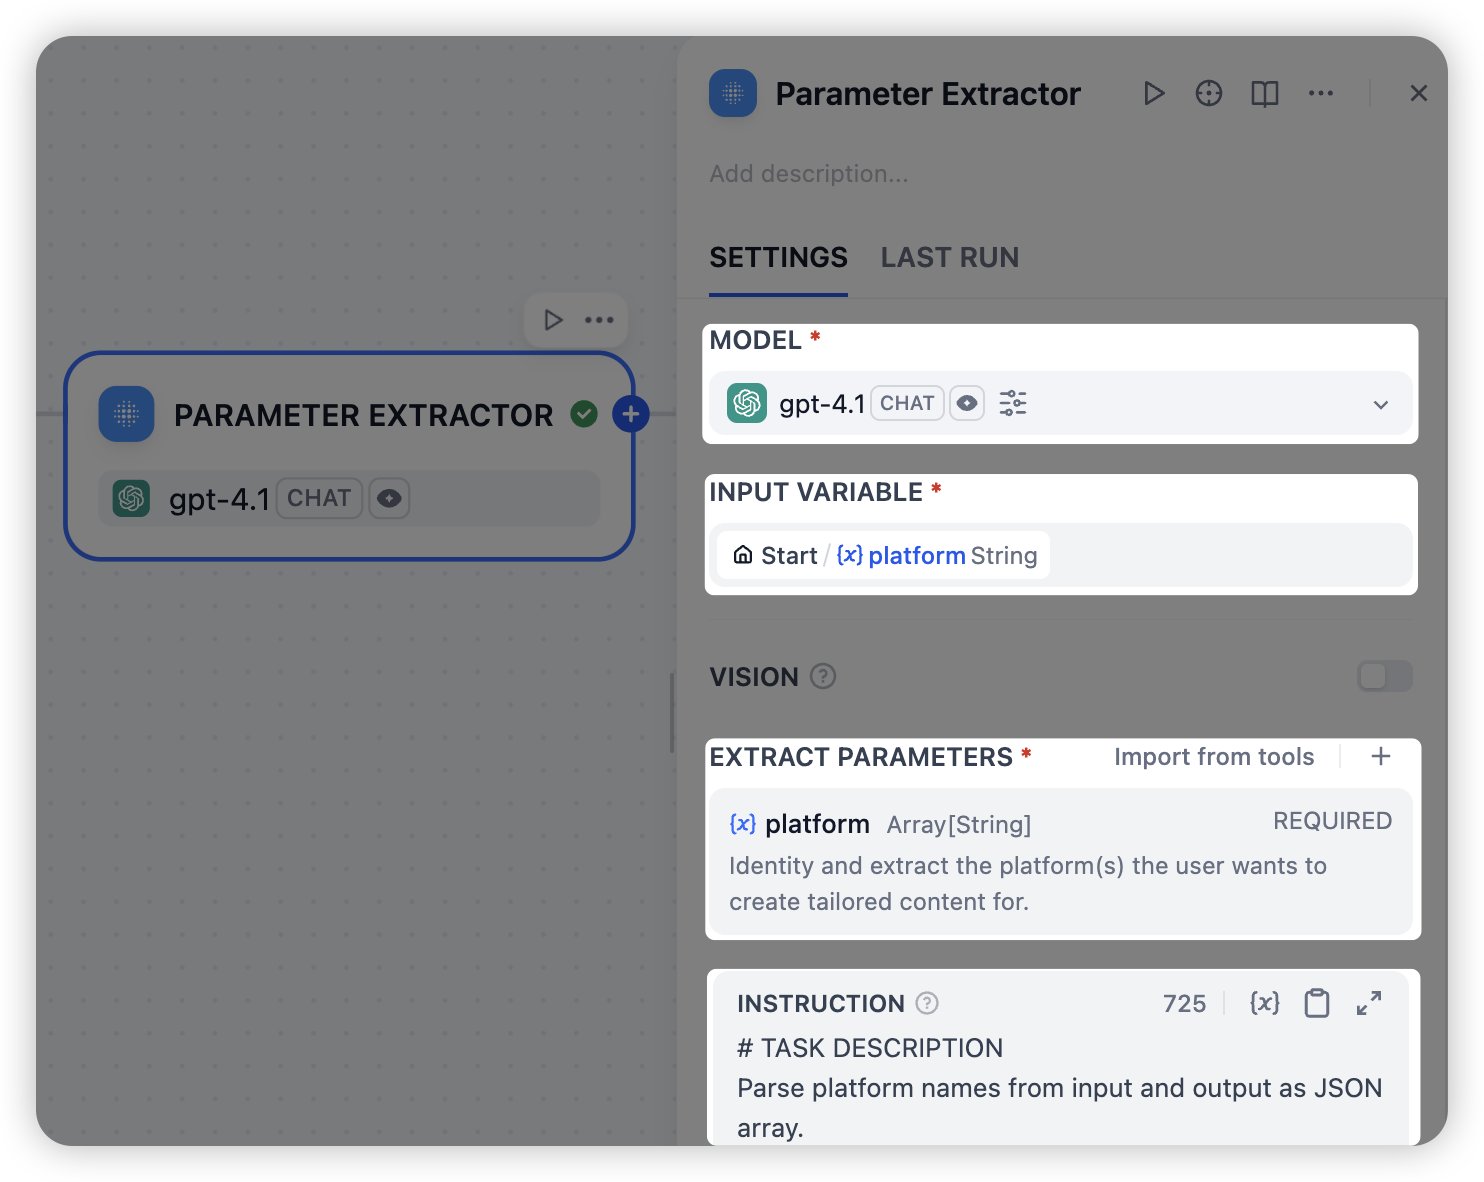 PARAMETER EXTRACTOR
gpt-4.1 CHAT
Parameter Extractor
Add description...
SETTINGS LAST RUN
MODEL *
gpt-4.1 CHAT
INPUT VARIABLE *
Start / {x} platform String
VISION ?
EXTRACT PARAMETERS * Import from tools +
{x} platform Array[String] REQUIRED
Identity and extract the platform(s) the user wants to
create tailored content for.
INSTRUCTION ? 725 {x}
# TASK DESCRIPTION
Parse platform names from input and output as JSON
array.